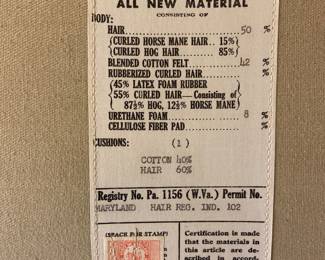 ALL NEW MATERIAL
CONSISTING OF
BODY:
HAIR 50 %
(CURLED HORSE MANE HAIR 15%)
(CURLED HOG HAIR 85%)
BLENDED COTTON FELT 42 %
RUBBERIZED CURLED HAIR %
(45% LATEX FOAM RUBBER
(55% CURLED HAIR—Consisting of
87½% HOG, 12½% HORSE MANE)
URETHANE FOAM 8 %
CELLULOSE FIBER PAD %
CUSHIONS: (1)
COTTON 40%
HAIR 60%
Registry No. Pa. 1156 (W.Va.) Permit No.
MARYLAND HAIR REG. IND. 102
(SPACE FOR STAMP)
Certification is made
that the materials in
this article are de-
scribed in accord-